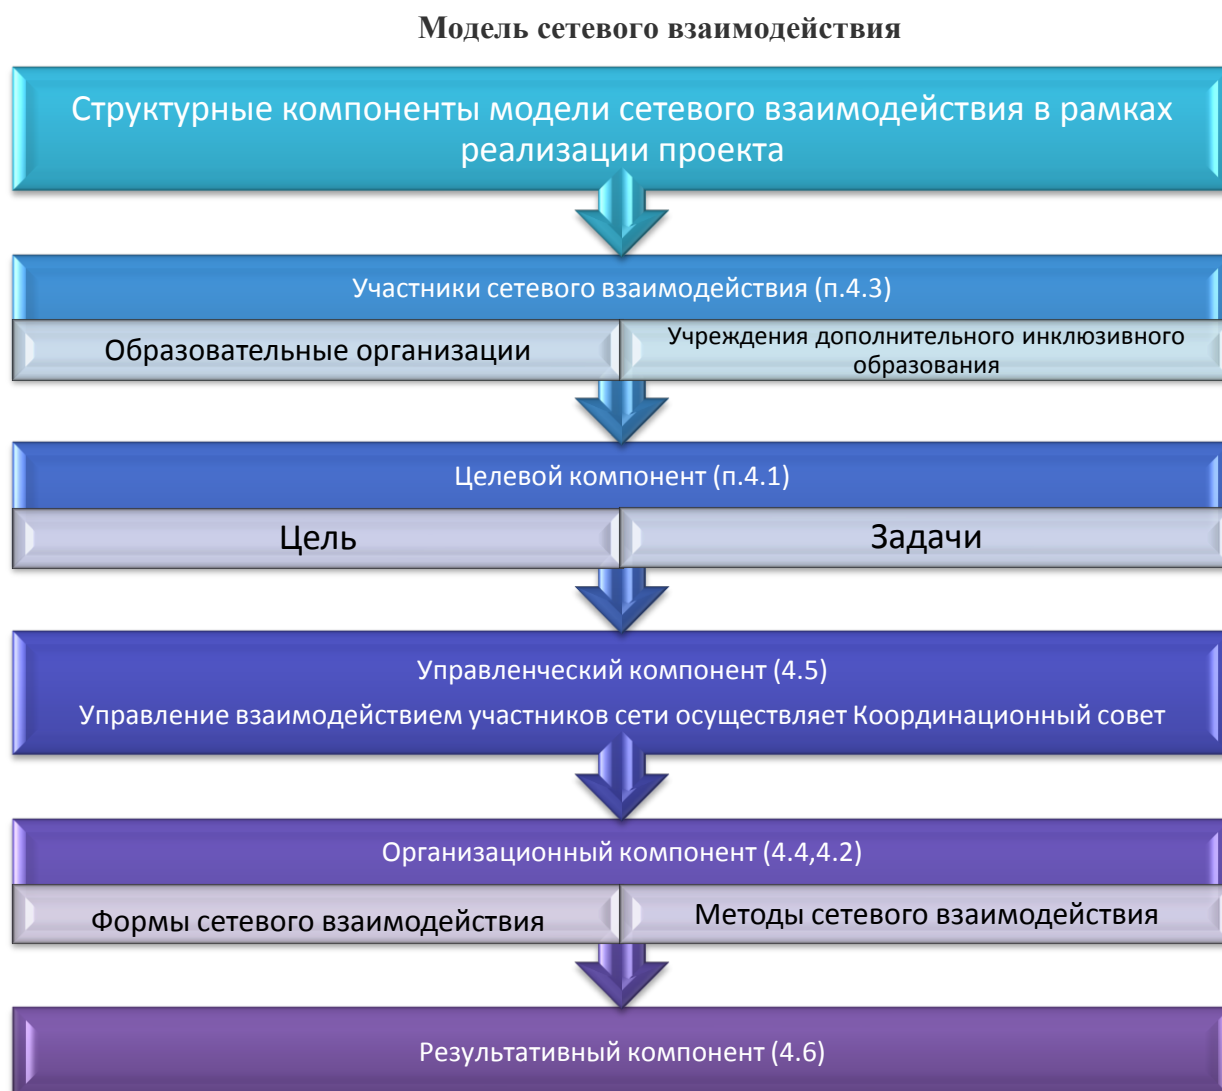 Модель сетевого взаимодействия
Структурные компоненты модели сетевого взаимодействия в рамках
реализации проекта
Участники сетевого взаимодействия (п.4.3)
Образовательные организации
Учреждения дополнительного инклюзивного
образования
Целевой компонент (п.4.1)
Цель
Задачи
Управленческий компонент (4.5)
Управление взаимодействием участников сети осуществляет Координационный совет
Организационный компонент (4.4,4.2)
Формы сетевого взаимодействия
Методы сетевого взаимодействия
Результативный компонент (4.6)